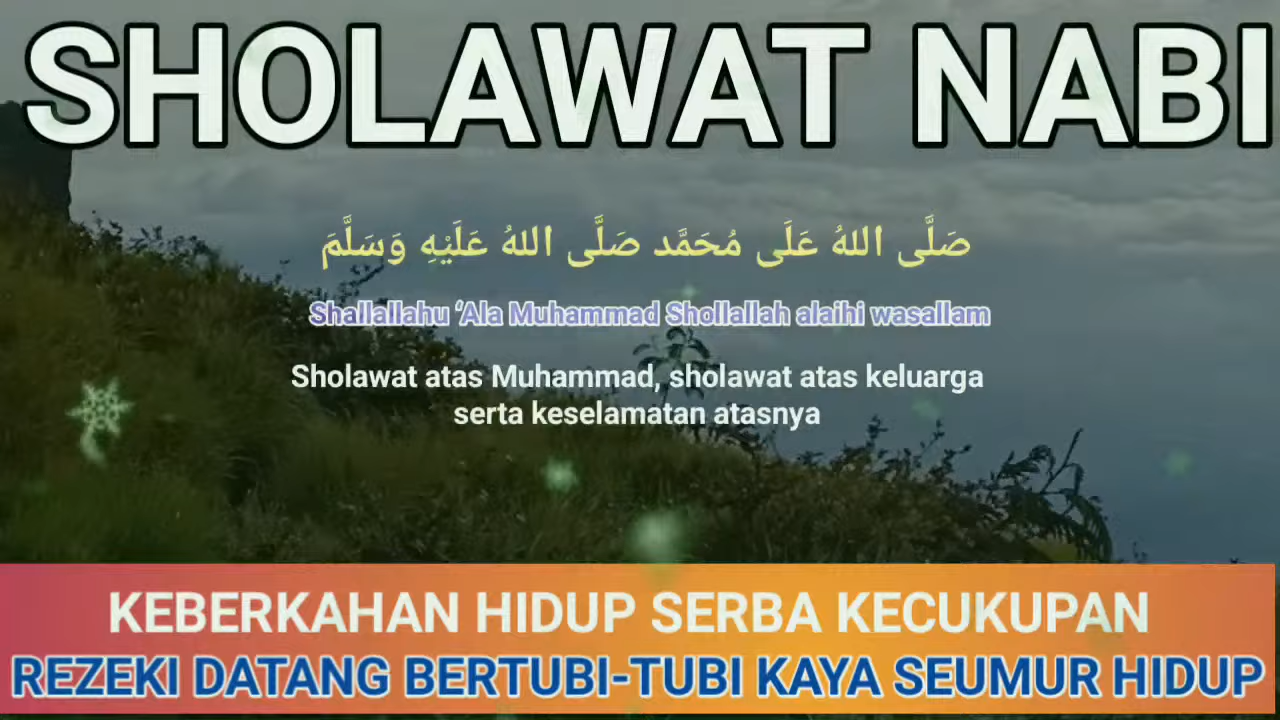 SHOLAWAT NABI
صَلَّى اللهُ عَلَى مُحَمَّد صَلَّى اللهُ عَلَيْهِ وَسَلَّمَ
Shallallahu ‘Ala Muhammad Shollallah alaihi wasallam
Sholawat atas Muhammad, sholawat atas keluarga
serta keselamatan atasnya
KEBERKAHAN HIDUP SERBA KECUKUPAN
REZEKI DATANG BERTUBI-TUBI KAYA SEUMUR HIDUP